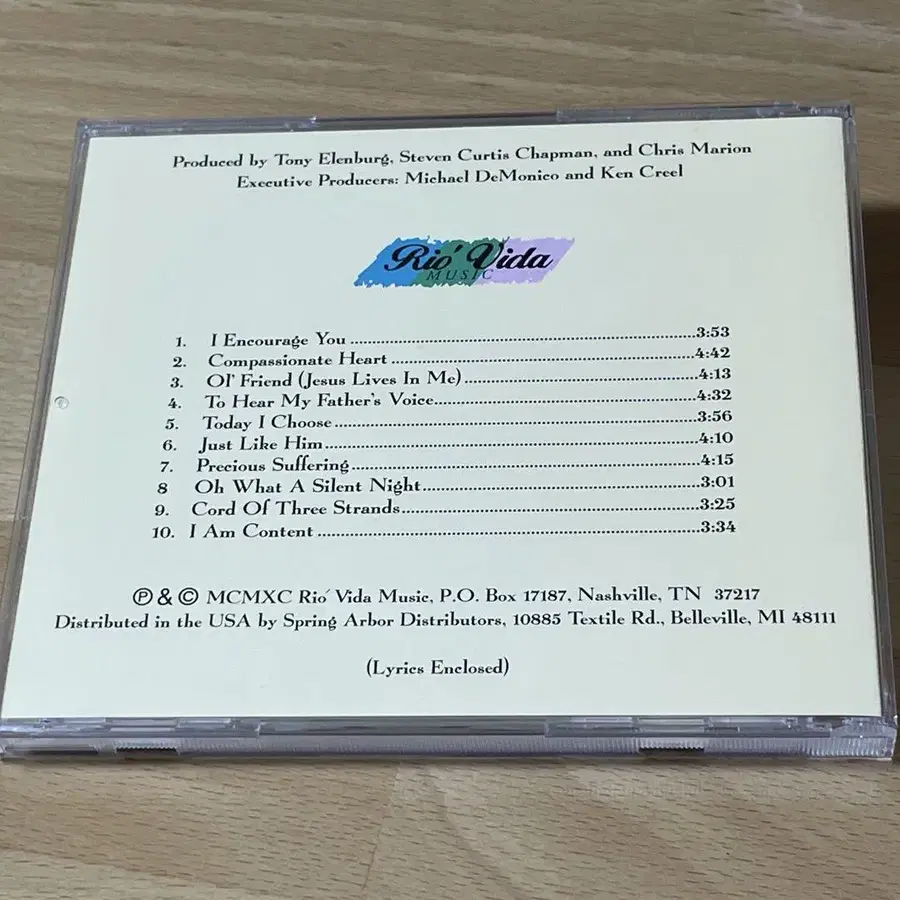 Produced by Tony Elenburg, Steven Curtis Chapman, and Chris Marion
Executive Producers: Michael DeMonico and Ken Creel
Rio´ Vida
MUSIC
1. I Encourage You ........................................................................3:53
2. Compassionate Heart ................................................................4:42
3. Ol' Friend (Jesus Lives In Me)..................................................4:13
4. To Hear My Father's Voice.......................................................4:32
5. Today I Choose...........................................................................3:56
6. Just Like Him.............................................................................4:10
7. Precious Suffering.......................................................................4:15
8 Oh What A Silent Night..........................................................3:01
9. Cord Of Three Strands..............................................................3:25
10. I Am Content ..............................................................................3:34
℗ & © MCMXC Rio´ Vida Music, P.O. Box 17187, Nashville, TN 37217
Distributed in the USA by Spring Arbor Distributors, 10885 Textile Rd., Belleville, MI 48111
(Lyrics Enclosed)